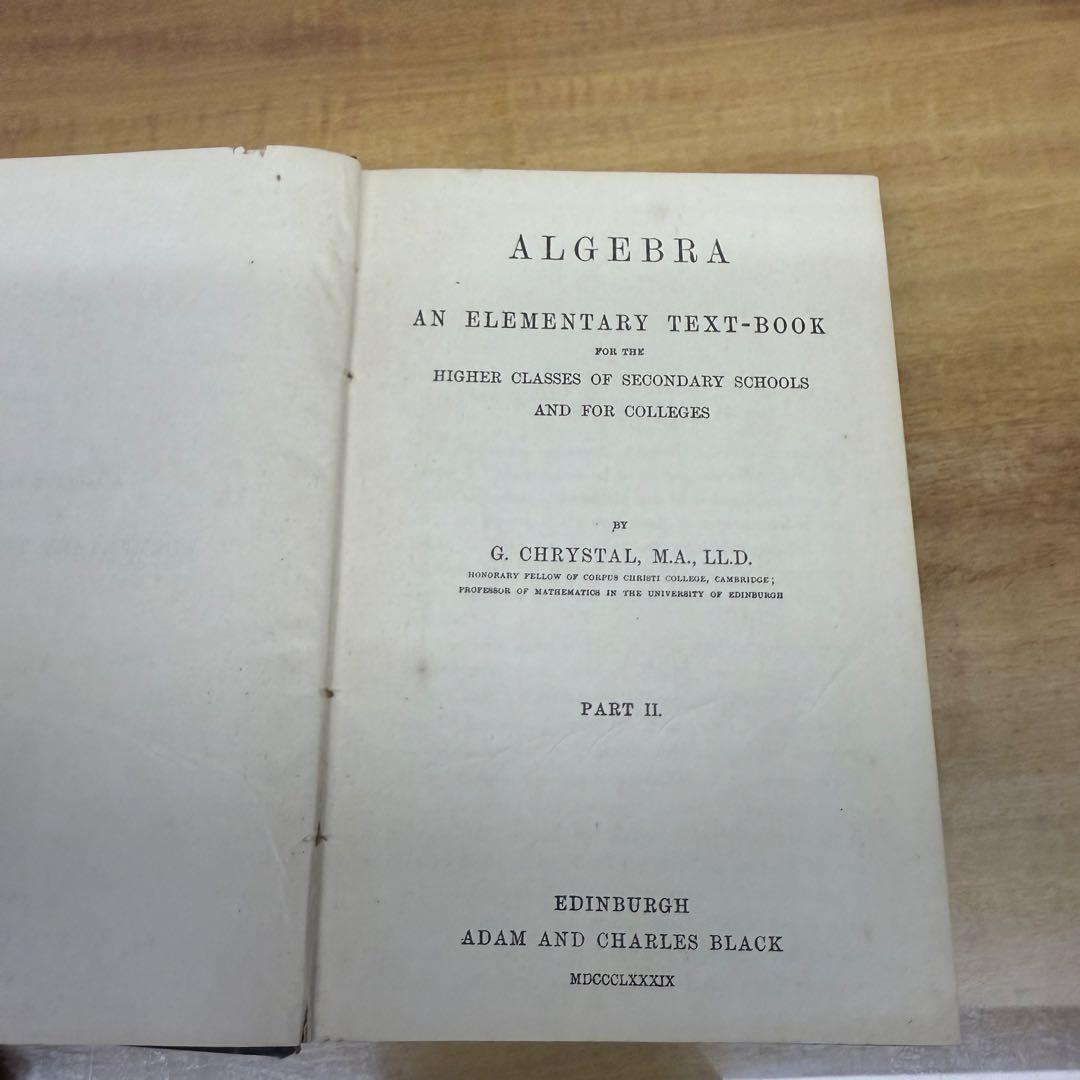 ALGEBRA
AN ELEMENTARY TEXT-BOOK
FOR THE
HIGHER CLASSES OF SECONDARY SCHOOLS
AND FOR COLLEGES
BY
G. CHRYSTAL, M.A., LL.D.
HONORARY FELLOW OF CORPUS CHRISTI COLLEGE, CAMBRIDGE;
PROFESSOR OF MATHEMATICS IN THE UNIVERSITY OF EDINBURGH
PART II.
EDINBURGH
ADAM AND CHARLES BLACK
MDCCCLXXXIX